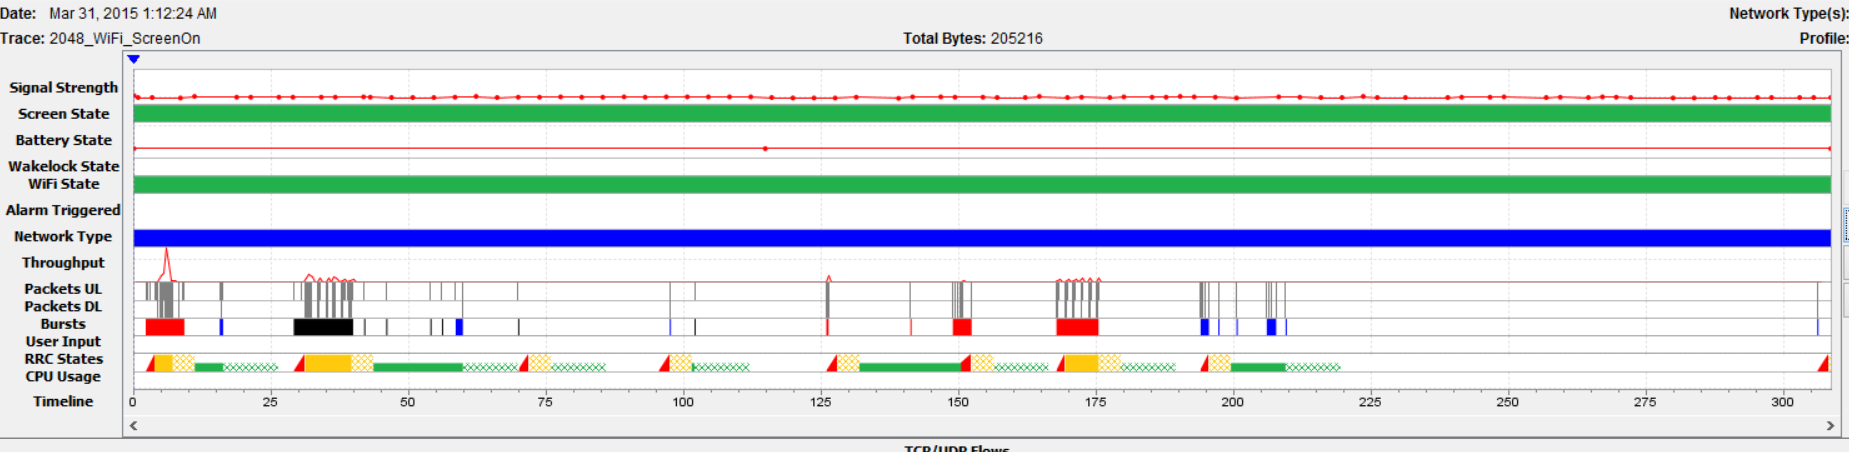 Date: Mar 31, 2015 1:12:24 AM Network Type(s):
Trace: 2048_WiFi_ScreenOn Total Bytes: 205216 Profile:
Signal Strength
Screen State
Battery State
Wakelock State
WiFi State
Alarm Triggered
Network Type
Throughput
Packets UL
Packets DL
Bursts
User Input
RRC States
CPU Usage
Timeline 0 25 50 75 100 125 150 175 200 225 250 275 300
TCP/UDP Flows